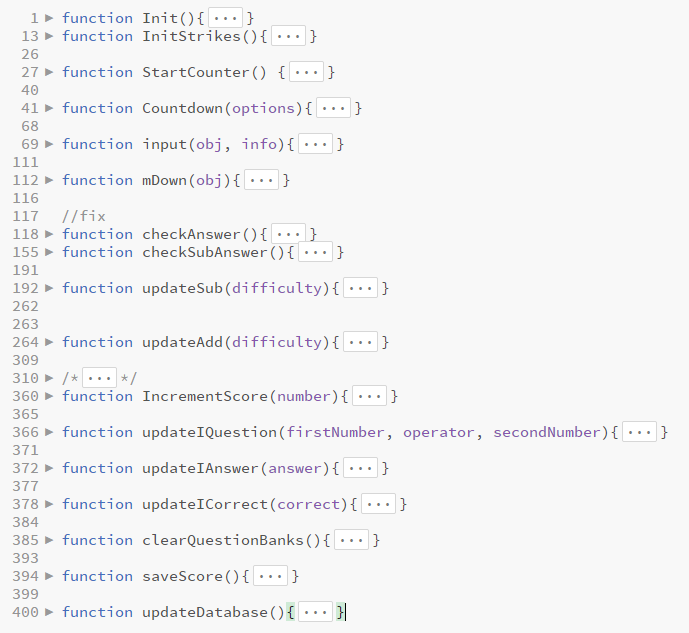 1 ▶ function Init(){ ... }
13 ▶ function InitStrikes(){ ... }
26
27 ▶ function StartCounter() { ... }
40
41 ▶ function Countdown(options){ ... }
68
69 ▶ function input(obj, info){ ... }
111
112 ▶ function mDown(obj){ ... }
116
117 //fix
118 ▶ function checkAnswer(){ ... }
155 ▶ function checkSubAnswer(){ ... }
191
192 ▶ function updateSub(difficulty){ ... }
262
263
264 ▶ function updateAdd(difficulty){ ... }
309
310 ▶ /* ... */
360 ▶ function IncrementScore(number){ ... }
365
366 ▶ function updateIQuestion(firstNumber, operator, secondNumber){ ... }
371
372 ▶ function updateIAnswer(answer){ ... }
377
378 ▶ function updateICorrect(correct){ ... }
384
385 ▶ function clearQuestionBanks(){ ... }
393
394 ▶ function saveScore(){ ... }
399
400 ▶ function updateDatabase(){ ... }